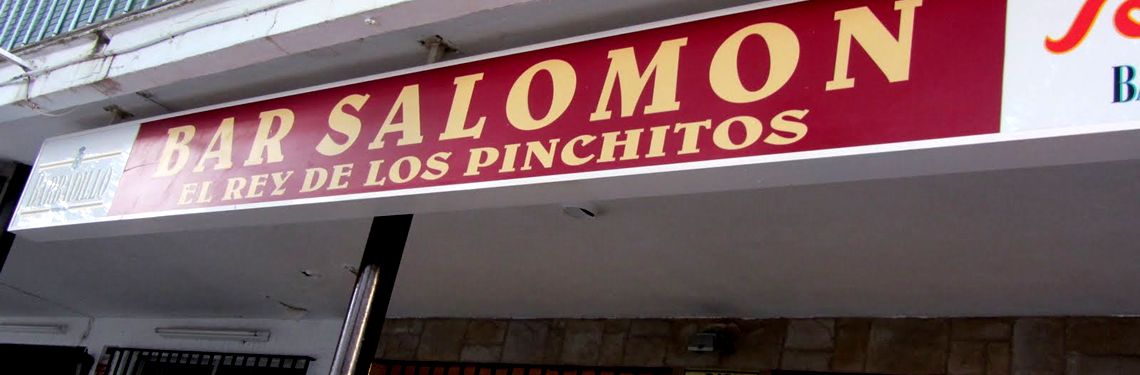 BAR SALOMON
EL REY DE LOS PINCHITOS